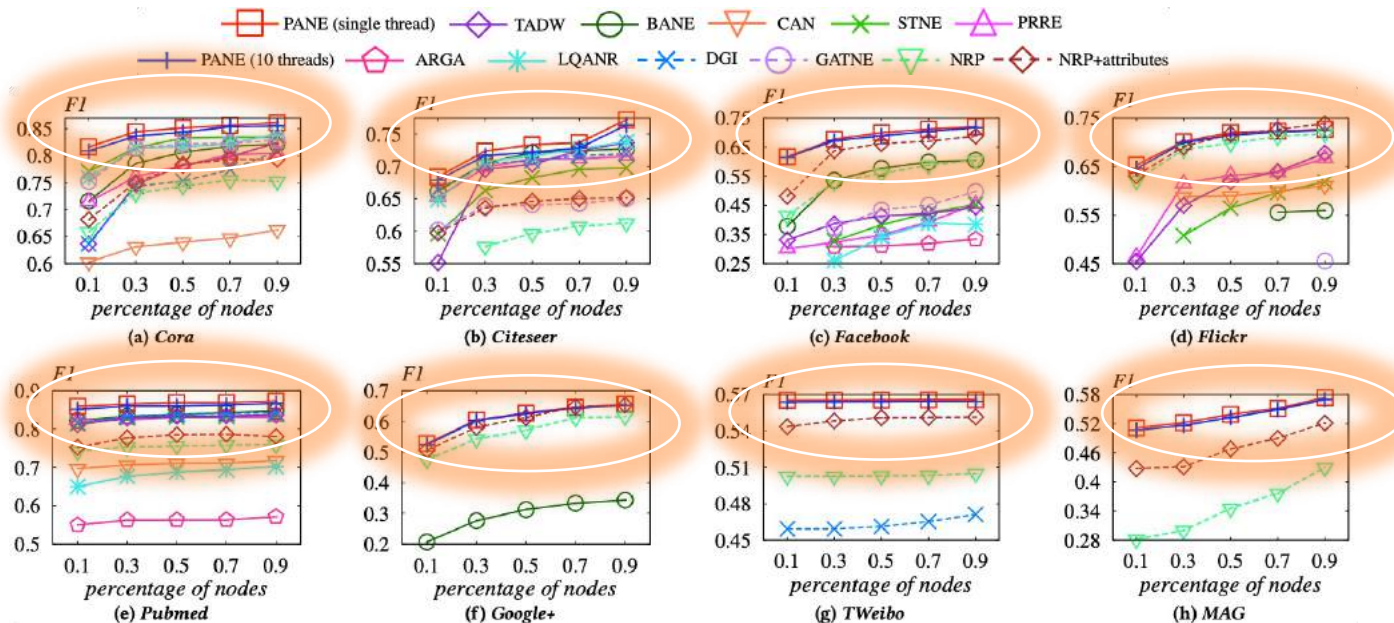 PANE (single thread) TADW BANE CAN STNE PRRE
PANE (10 threads) ARGA LQANR DGI GATNE NRP NRP+attributes
F1 F1 F1 F1
0.85 0.75 0.75 0.75
0.8 0.7 0.65 0.65
0.75 0.65 0.55 0.55
0.7 0.6 0.45 0.45
0.65 0.55 0.35
0.6 0.25
0.1 0.3 0.5 0.7 0.9 0.1 0.3 0.5 0.7 0.9 0.1 0.3 0.5 0.7 0.9 0.1 0.3 0.5 0.7 0.9
percentage of nodes percentage of nodes percentage of nodes percentage of nodes
(a) Cora (b) Citeseer (c) Facebook (d) Flickr
F1 F1 F1 F1
0.9 0.7 0.57 0.58
0.8 0.6 0.54 0.52
0.7 0.5 0.51 0.46
0.6 0.4 0.48 0.4
0.5 0.3 0.45 0.34
0.2 0.28
0.1 0.3 0.5 0.7 0.9 0.1 0.3 0.5 0.7 0.9 0.1 0.3 0.5 0.7 0.9 0.1 0.3 0.5 0.7 0.9
percentage of nodes percentage of nodes percentage of nodes percentage of nodes
(e) Pubmed (f) Google+ (g) TWeibo (h) MAG